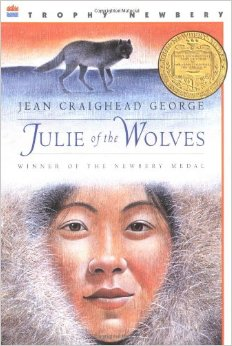 TROPHY NEWBERY
JEAN CRAIGHEAD GEORGE
JULIE of the WOLVES
WINNER OF THE NEWBERY MEDAL